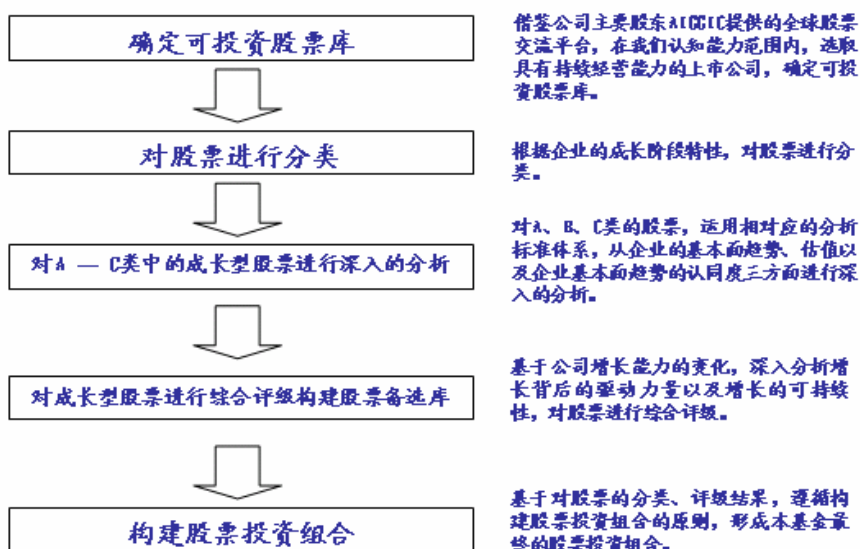 确定可投资股票库
借鉴公司主要股东AICGIC提供的全球股票
交流平台，在我们认知能力范围内，选取
具有持续经营能力的上市公司，确定可投
资股票库。
对股票进行分类
根据企业的成长阶段特性，对股票进行分
类。
对A — C类中的成长型股票进行深入的分析
对A、B、C类的股票，运用相对应的分析
标准体系，从企业的基本面趋势、估值以
及企业基本面趋势的认同度三方面进行深
入的分析。
对成长型股票进行综合评级构建股票备选库
基于公司增长能力的变化，深入分析增
长背后的驱动力量以及增长的可持续
性，对股票进行综合评级。
构建股票投资组合
基于对股票的分类、评级结果，遵循构
建股票投资组合的原则，形成本基金最
终的股票投资组合。